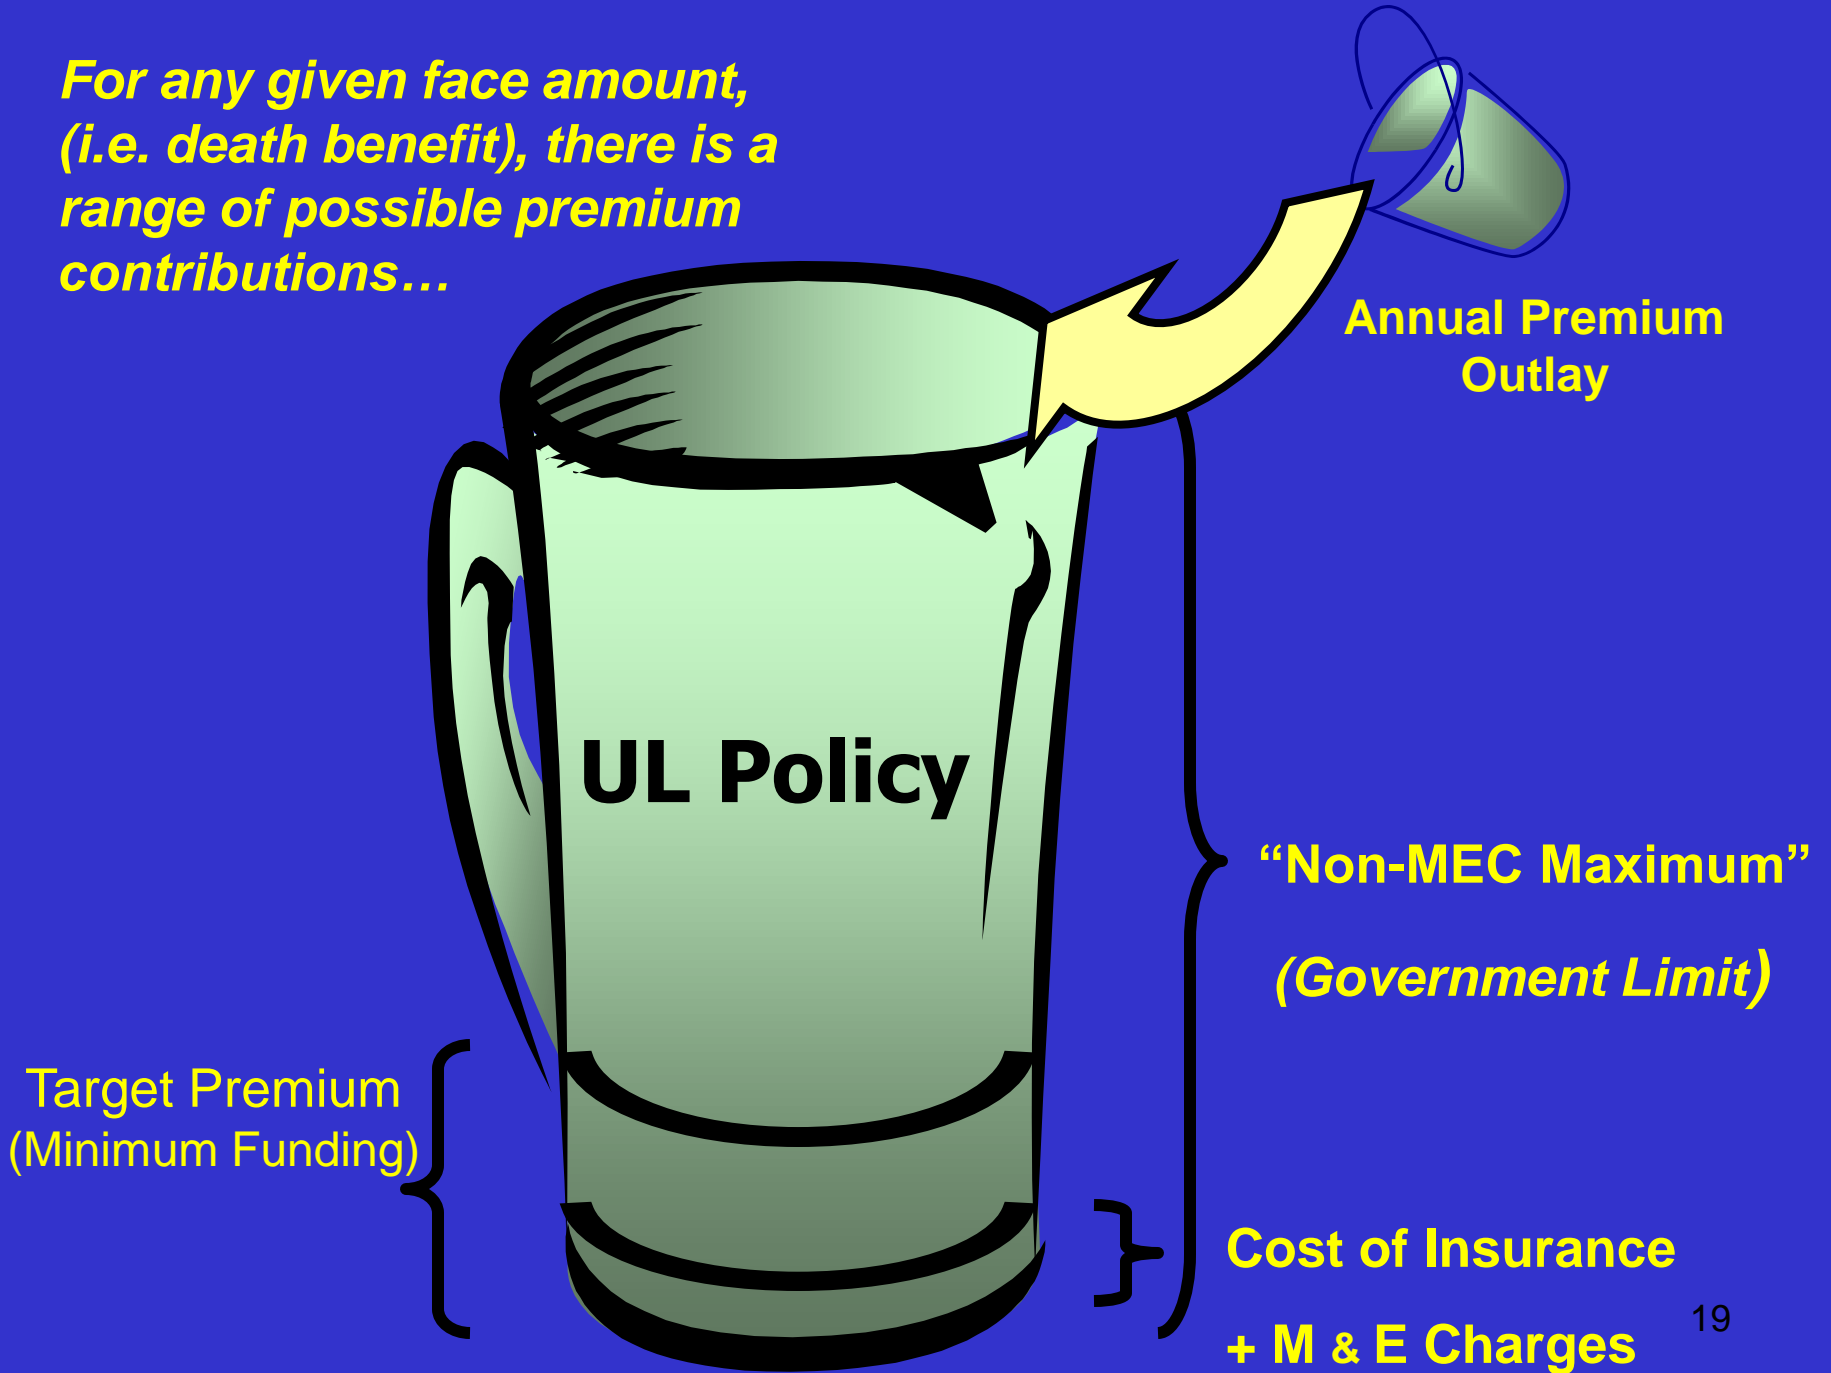 For any given face amount,
(i.e. death benefit), there is a
range of possible premium
contributions…
Annual Premium
Outlay
UL Policy
“Non-MEC Maximum”
(Government Limit)
Target Premium
(Minimum Funding)
Cost of Insurance
+ M & E Charges
19